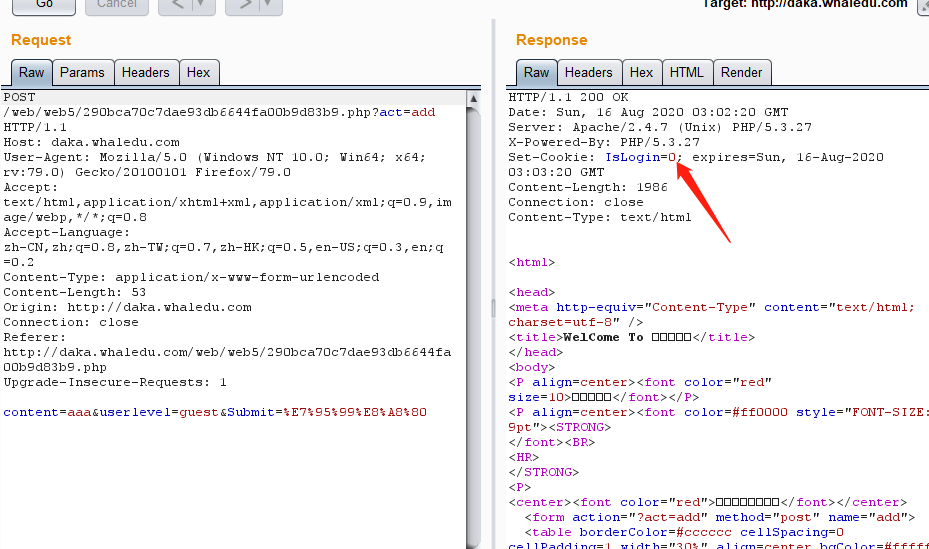 Go
Cancel
<
>
Target: http://daka.whaledu.com
Request
Response
Raw Params Headers Hex
Raw Headers Hex HTML Render
POST
/web/web5/290bca70c7dae93db6644fa00b9d83b9.php?act=add
HTTP/1.1
Host: daka.whaledu.com
User-Agent: Mozilla/5.0 (Windows NT 10.0; Win64; x64;
rv:79.0) Gecko/20100101 Firefox/79.0
Accept:
text/html,application/xhtml+xml,application/xml;q=0.9,im
age/webp,*/*;q=0.8
Accept-Language:
zh-CN,zh;q=0.8,zh-TW;q=0.7,zh-HK;q=0.5,en-US;q=0.3,en;q
=0.2
Content-Type: application/x-www-form-urlencoded
Content-Length: 53
Origin: http://daka.whaledu.com
Connection: close
Referer:
http://daka.whaledu.com/web/web5/290bca70c7dae93db6644fa
00b9d83b9.php
Upgrade-Insecure-Requests: 1
content=aaa&userlevel=guest&Submit=%E7%95%99%E8%A8%80
HTTP/1.1 200 OK
Date: Sun, 16 Aug 2020 03:02:20 GMT
Server: Apache/2.4.7 (Unix) PHP/5.3.27
X-Powered-By: PHP/5.3.27
Set-Cookie: IsLogin=0; expires=Sun, 16-Aug-2020
03:03:20 GMT
Content-Length: 1986
Connection: close
Content-Type: text/html
<html>
<head>
<meta http-equiv="Content-Type" content="text/html;
charset=utf-8" />
<title>WelCome To □□□□□</title>
</head>
<body>
<P align=center><font color="red"
size=10>□□□□□</font></P>
<P align=center><font color=#ff0000 style="FONT-SIZE:
9pt"><STRONG>
</font><BR>
<HR>
</STRONG>
<P>
<center><font color="red">□□□□□□□□</font></center>
<form action="?act=add" method="post" name="add">
<table borderColor=#cccccc cellSpacing=0
cellPadding=1 width="30%" align=center bgColor=#fffff